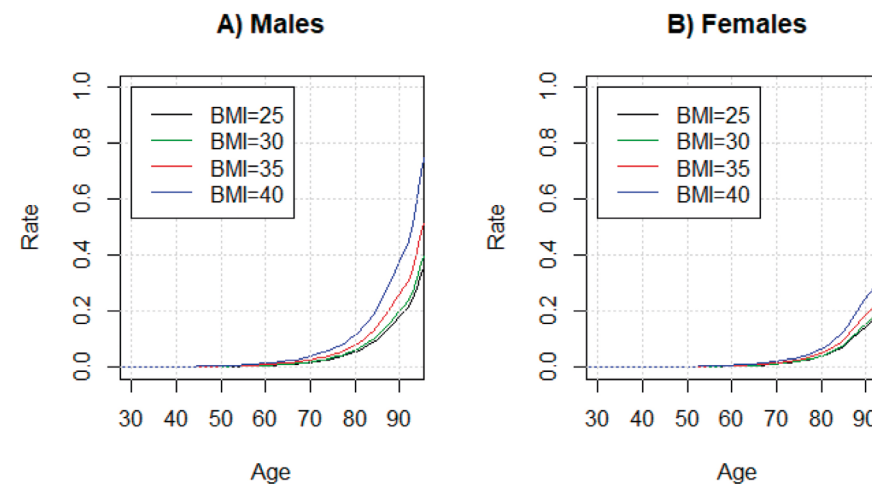 A) Males
1.0
0.8
0.6
0.4
0.2
0.0
Rate
BMI=25
BMI=30
BMI=35
BMI=40
30 40 50 60 70 80 90
Age
B) Females
1.0
0.8
0.6
0.4
0.2
0.0
Rate
BMI=25
BMI=30
BMI=35
BMI=40
30 40 50 60 70 80 90
Age